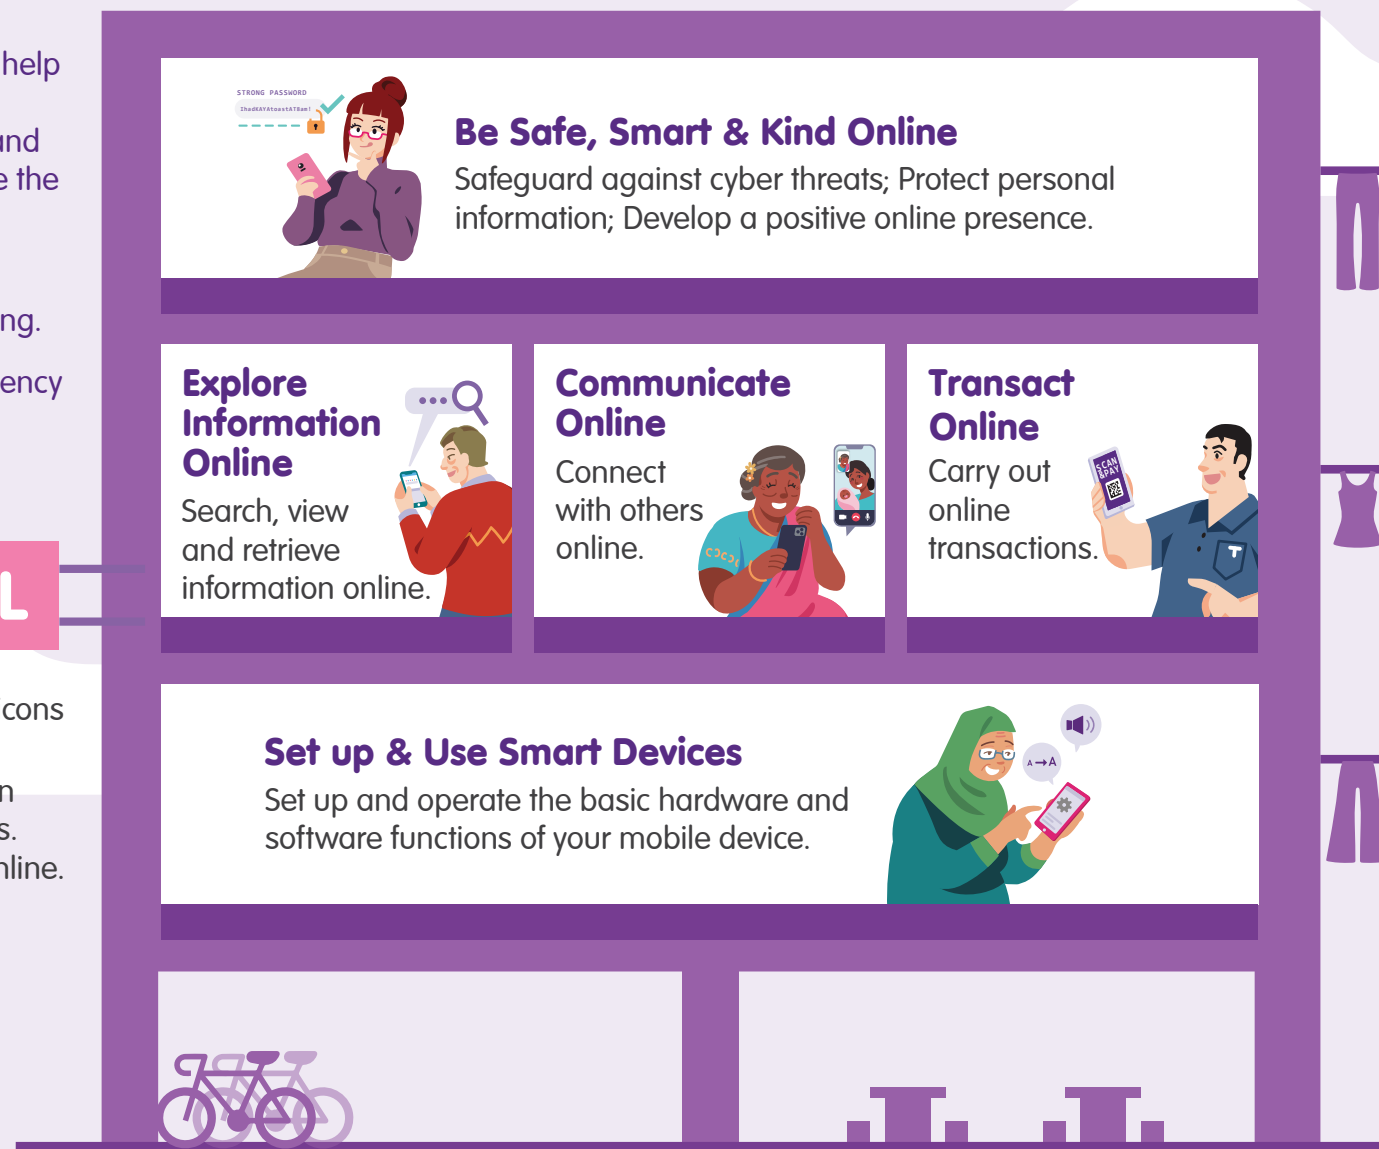 help
and
e the
ng.
ency
L
icons
n
s.
nline.
STRONG PASSWORD
IhadKAYAtoastAT8am!
Be Safe, Smart & Kind Online
Safeguard against cyber threats; Protect personal
information; Develop a positive online presence.
Explore
Information
Online
Search, view
and retrieve
information online.
Communicate
Online
Connect
with others
online.
Transact
Online
Carry out
online
transactions.
SCAN
&PAY
T
Set up & Use Smart Devices
Set up and operate the basic hardware and
software functions of your mobile device.
A→A